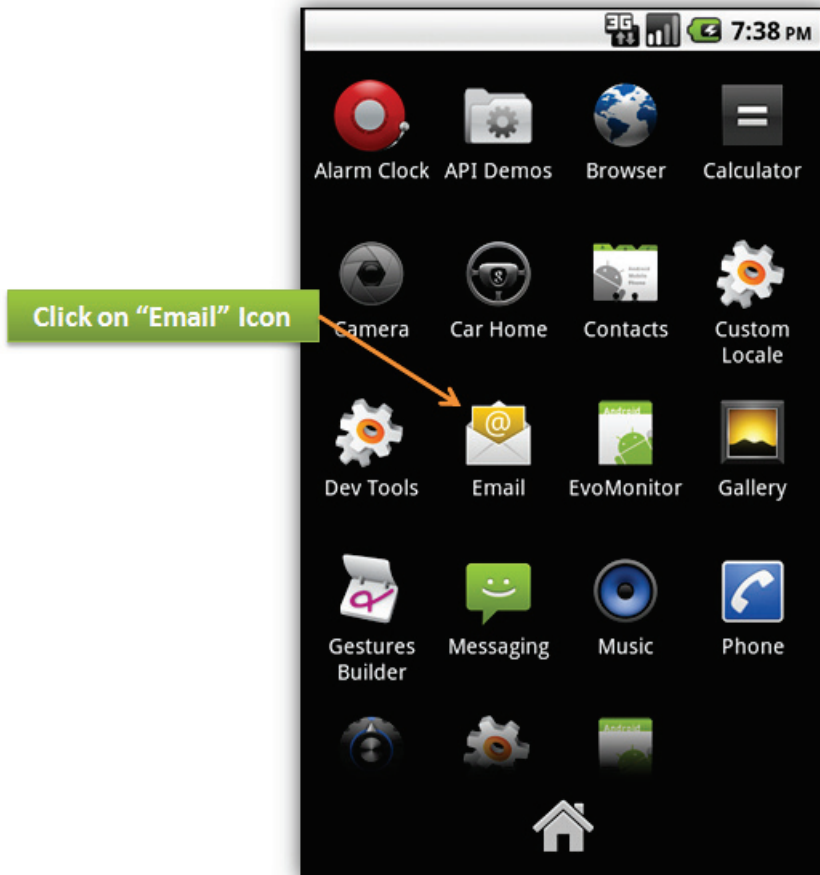 3G 7:38 PM
Alarm Clock API Demos Browser Calculator
Click on “Email” Icon
Camera Car Home Contacts Custom
Locale
Dev Tools Email EvoMonitor Gallery
Gestures Messaging Music Phone
Builder